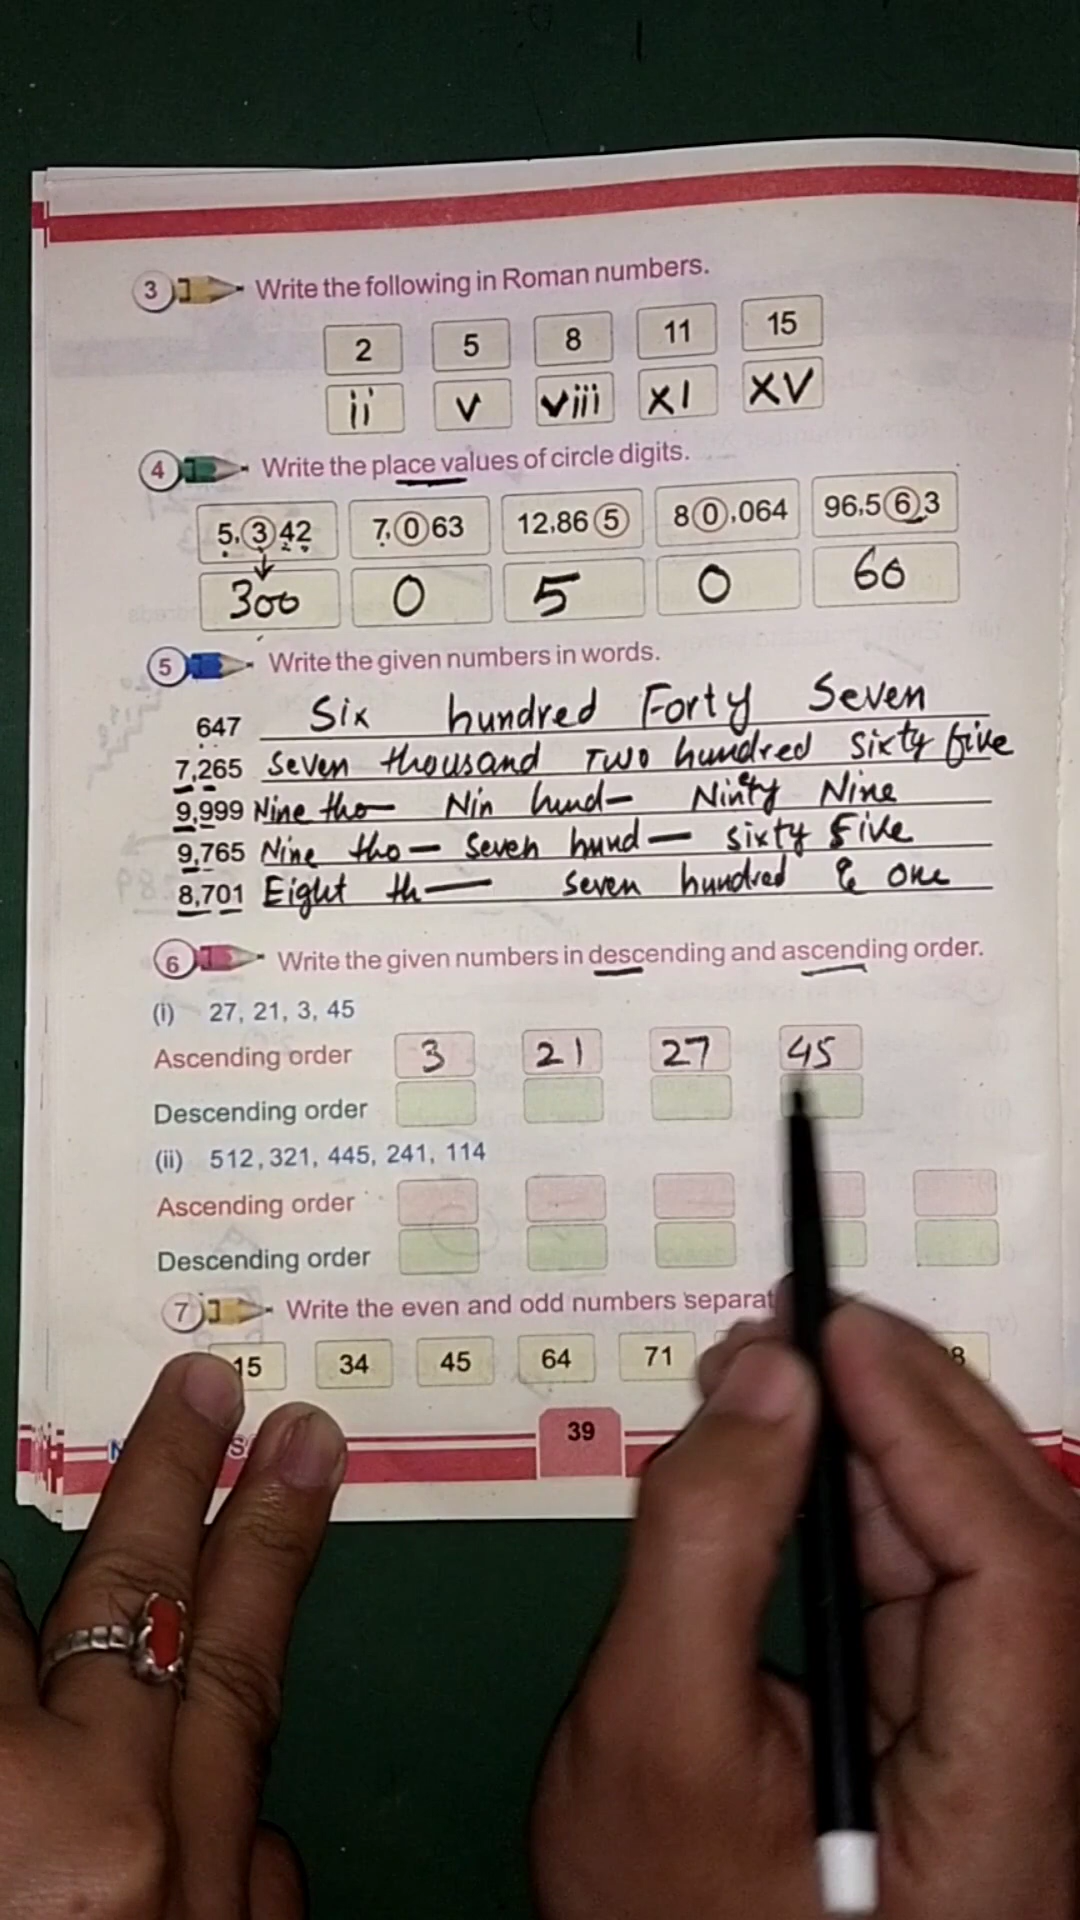 3 Write the following in Roman numbers.
2 5 8 11 15
ii v viii XI XV
4 Write the place values of circle digits.
5,342 7,063 12,865 80,064 96,563
300 0 5 0 60
5 Write the given numbers in words.
647 Six hundred Forty Seven
7,265 Seven thousand Two hundred sixty five
9,999 Nine tho— Nin hund— Ninty Nine
9,765 Nine tho— Seven hund— sixty Five
8,701 Eight th— seven hundred & one
6 Write the given numbers in descending and ascending order.
(i) 27, 21, 3, 45
Ascending order 3 21 27 45
Descending order
(ii) 512, 321, 445, 241, 114
Ascending order
Descending order
7 Write the even and odd numbers separat
15 34 45 64 71 8
39